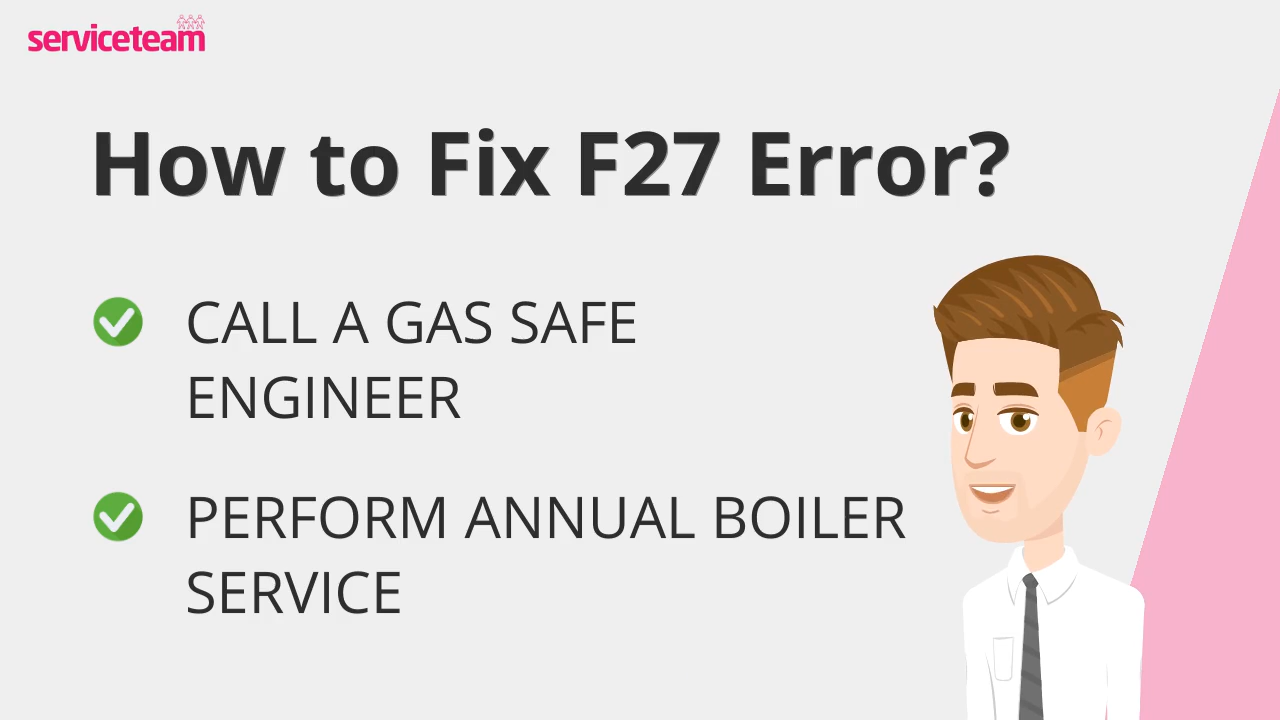 serviceteam
How to Fix F27 Error?
CALL A GAS SAFE
ENGINEER
PERFORM ANNUAL BOILER
SERVICE